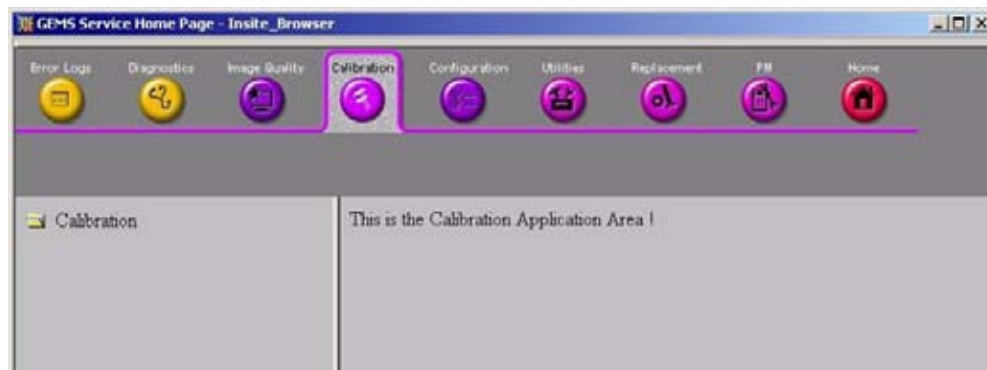 GEMS Service Home Page - Insite_Browser
Error Logs Diagnostics Image Quality Calibration Configuration Utilities Replacement PM Home
Calibration
This is the Calibration Application Area !